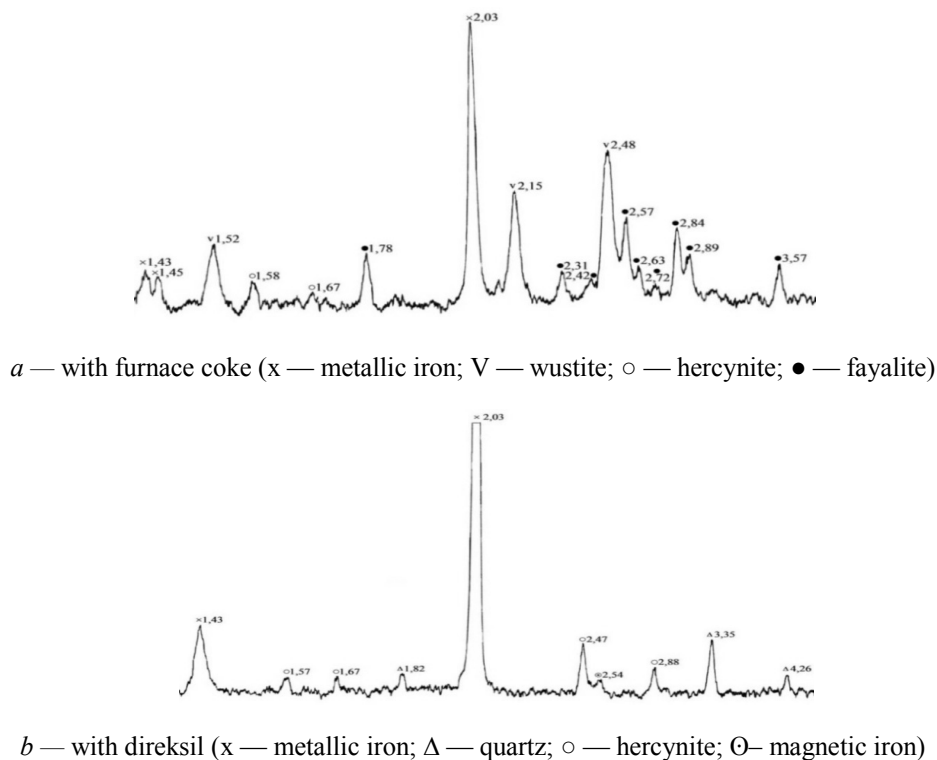 ×2,03
v2,48
v2,15
●2,57
●2,84
v1,52
●1,78
●2,89
×1,43
×1,45
●2,31
●2,63
●3,57
○1,58
2,42●
●
2,72
○1,67
a — with furnace coke (x — metallic iron; V — wustite; ○ — hercynite; ● — fayalite)
× 2,03
×1,43
○2,47
Δ3,35
○1,57
○1,67
Δ1,82
⊙2,54
○2,88
Δ4,26
b — with direksil (x — metallic iron; Δ — quartz; ○ — hercynite; ʘ– magnetic iron)